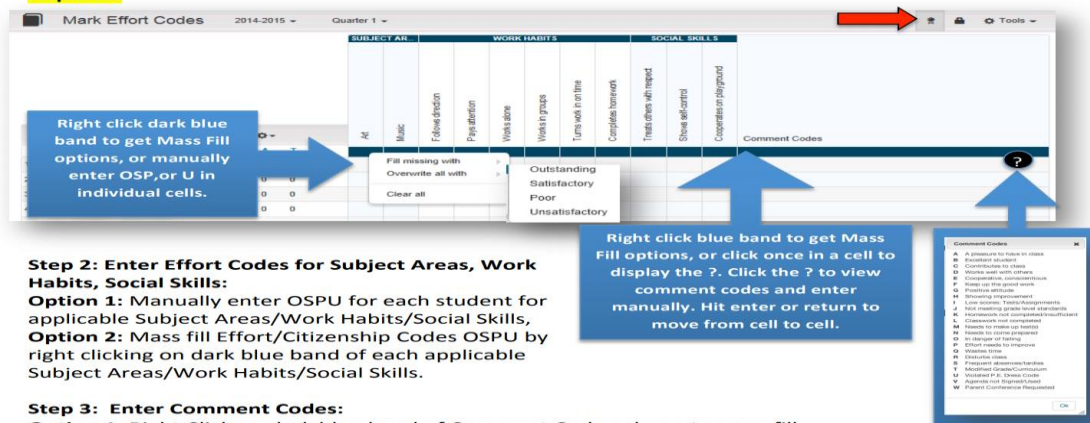 Mark Effort Codes 2014-2015 Quarter 1 Tools
SUBJECT AR... WORK HABITS SOCIAL SKILLS
Art
Music
Follows direction
Pays attention
Works alone
Works in groups
Turns work in on time
Completes homework
Treats others with respect
Shows self-control
Cooperates on playground
Comment Codes
Right click dark blue
band to get Mass Fill
options, or manually
enter OSP,or U in
individual cells.
Fill missing with
Overwrite all with
Clear all
Outstanding
Satisfactory
Poor
Unsatisfactory
0 0
0 0
?
Right click blue band to get Mass
Fill options, or click once in a cell to
display the ?. Click the ? to view
comment codes and enter
manually. Hit enter or return to
move from cell to cell.
Comment Codes x
A A pleasure to have in class
B Excellent student
C Contributes to class
D Works well with others
E Cooperative, conscientious
F Keep up the good work
G Positive attitude
H Showing improvement
I Low scores: Tests/Assignments
J Not meeting grade level standards
K Homework not completed/insufficient
L Classwork not completed
M Needs to make up test(s)
N Needs to come prepared
O In danger of failing
P Effort needs to improve
Q Wastes time
R Disturbs class
S Frequent absences/tardies
T Modified Grade/Curriculum
U Violated P.E. Dress Code
V Agenda not Signed/Used
W Parent Conference Requested
Ok
Step 2: Enter Effort Codes for Subject Areas, Work
Habits, Social Skills:
Option 1: Manually enter OSPU for each student for
applicable Subject Areas/Work Habits/Social Skills,
Option 2: Mass fill Effort/Citizenship Codes OSPU by
right clicking on dark blue band of each applicable
Subject Areas/Work Habits/Social Skills.
Step 3: Enter Comment Codes: